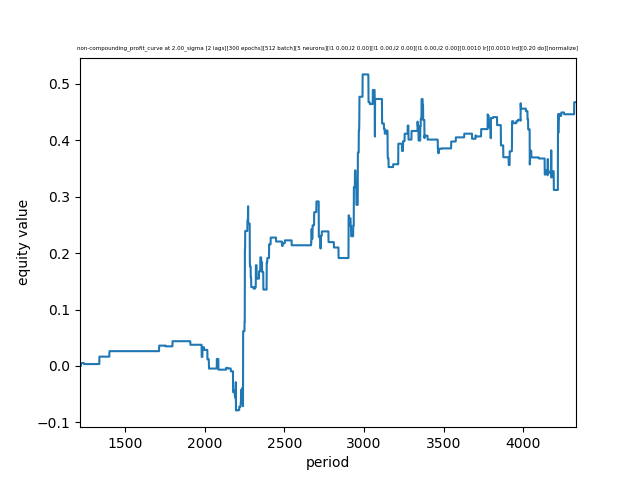 non-compounding_profit_curve at 2.00_sigma [2 lags][300 epochs][512 batch][5 neurons][l1 0.00,l2 0.00][l1 0.00,l2 0.00][l1 0.00,l2 0.00][0.0010 lr][0.0010 lrd][0.20 do][normalize]
0.5
0.4
0.3
0.2
0.1
0.0
−0.1
equity value
1500 2000 2500 3000 3500 4000
period